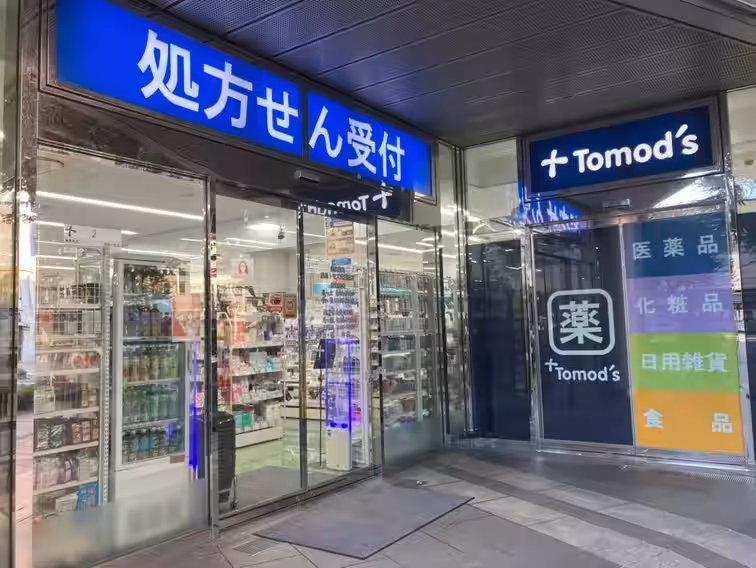 処方せん受付
+Tomod's
医薬品
化粧品
日用雑貨
食品
薬
+Tomod's